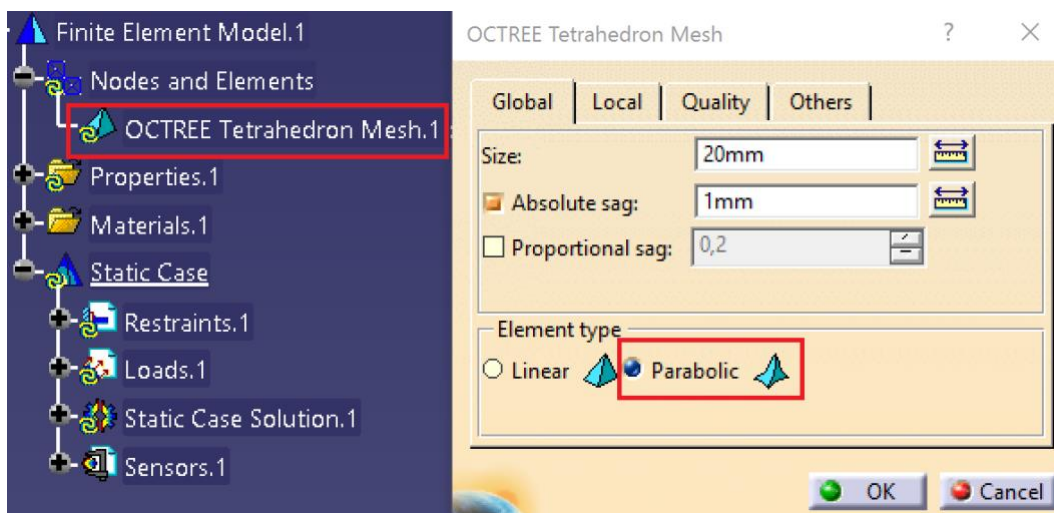 Finite Element Model.1
Nodes and Elements
OCTREE Tetrahedron Mesh.1
Properties.1
Materials.1
Static Case
Restraints.1
Loads.1
Static Case Solution.1
Sensors.1
OCTREE Tetrahedron Mesh ?
Global Local Quality Others
Size: 20mm
Absolute sag: 1mm
Proportional sag: 0,2
Element type
Linear Parabolic
OK Cancel